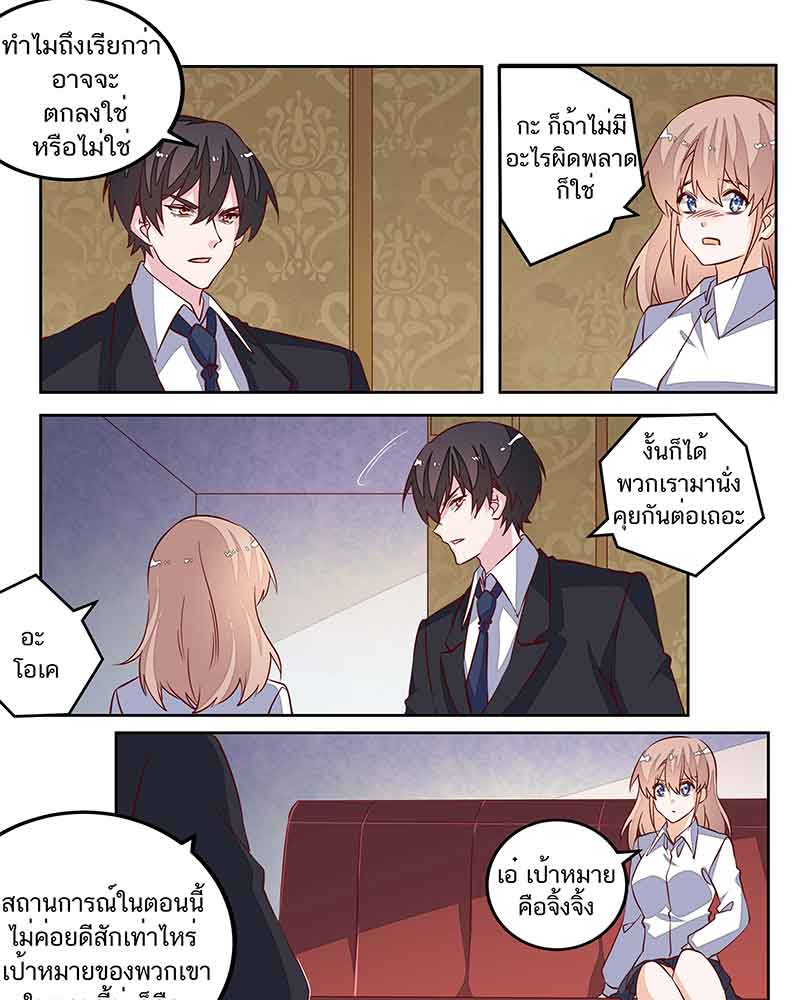 ทำไมถึงเรียกว่า
อาจจะ
ตกลงใช่
หรือไม่ใช่
กะ ก็ถ้าไม่มี
อะไรผิดพลาด
ก็ใช่
งั้นก็ได้
พวกเรามานั่ง
คุยกันต่อเถอะ
อะ
โอเค
สถานการณ์ในตอนนี้
ไม่ค่อยดีสักเท่าไหร่
เป้าหมายของพวกเขา
เอ๋ เป้าหมาย
คือจิ้งจิ้ง